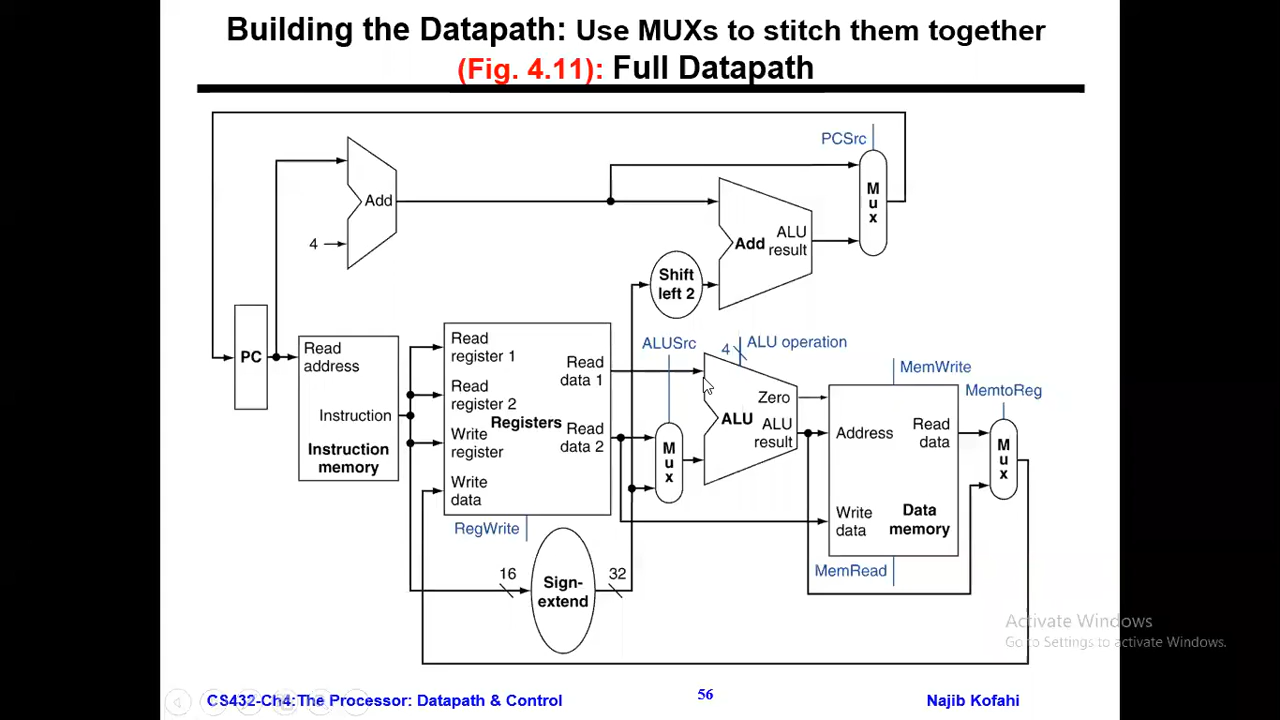 Building the Datapath: Use MUXs to stitch them together
(Fig. 4.11): Full Datapath
PCSrc
Add
4
M
u
x
Add
ALU
result
Shift
left 2
PC
Read
address
Instruction
Instruction
memory
Read
register 1
Read
register 2
Write
register
Write
data
Registers
Read
data 1
Read
data 2
RegWrite
16
Sign-
extend
32
ALUSrc
M
u
x
4
ALU operation
Zero
ALU
ALU
result
MemWrite
Address
Read
data
Write
data
Data
memory
MemRead
MemtoReg
M
u
x
Activate Windows
Go to Settings to activate Windows.
CS432-Ch4:The Processor: Datapath & Control
56
Najib Kofahi